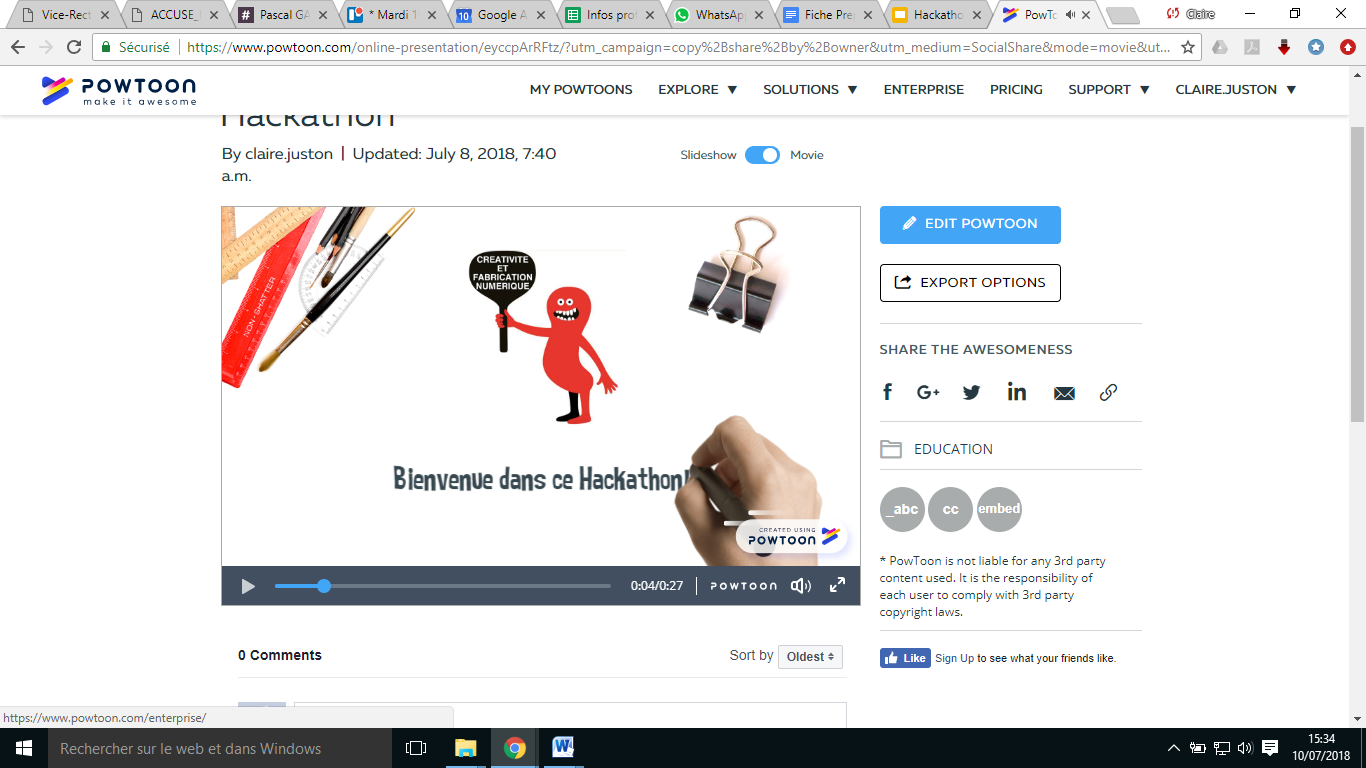 Vice-Rect
ACCUSE_
Pascal GA
* Mardi 1
10
Google A
Infos pro
WhatsAp
Fiche Pre
Hackatho
PowTo
Claire
Sécurisé
https://www.powtoon.com/online-presentation/eyccpArRFtz/?utm_campaign=copy%2Bshare%2Bby%2Bowner&utm_medium=SocialShare&mode=movie&ut...
POWTOON
make it awesome
MY POWTOONS
EXPLORE
SOLUTIONS
ENTERPRISE
PRICING
SUPPORT
CLAIRE.JUSTON
Hackathon
By claire.juston | Updated: July 8, 2018, 7:40
a.m.
Slideshow
Movie
NON-SHATTER
CREATIVITE
ET
FABRICATION
NUMERIQUE
Bienvenue dans ce Hackathon!
CREATED USING
POWTOON
0:04/0:27
POWTOON
EDIT POWTOON
EXPORT OPTIONS
SHARE THE AWESOMENESS
EDUCATION
_abc
cc
embed
* PowToon is not liable for any 3rd party
content used. It is the responsibility of
each user to comply with 3rd party
copyright laws.
Like
Sign Up to see what your friends like.
0 Comments
Sort by
Oldest
https://www.powtoon.com/enterprise/
Rechercher sur le web et dans Windows
15:34
10/07/2018